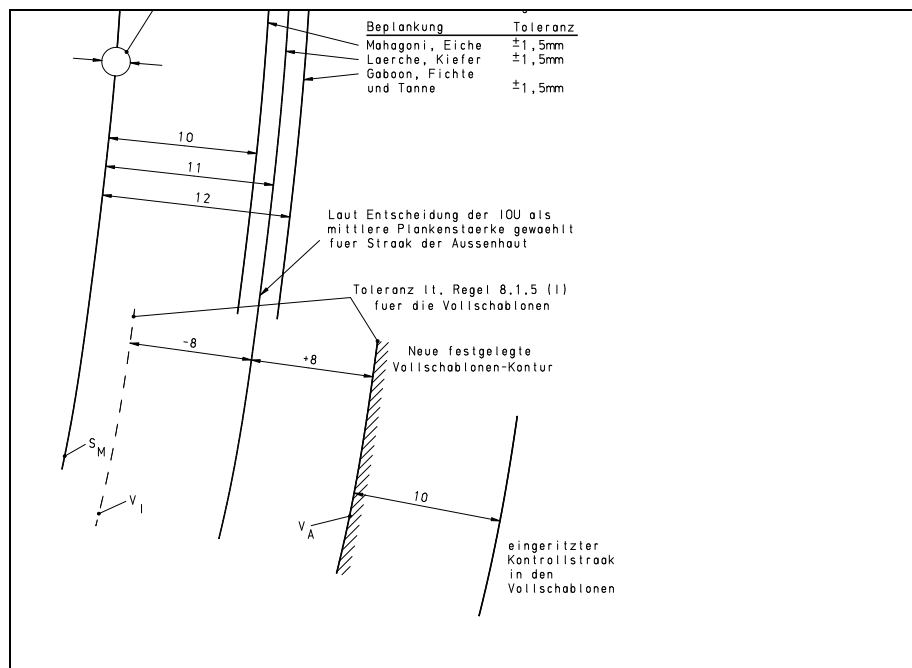 Beplankung Toleranz
Mahagoni, Eiche ±1,5mm
Laerche, Kiefer ±1,5mm
Gaboon, Fichte
und Tanne ±1,5mm
10
11
12
Laut Entscheidung der IOU als
mittlere Plankenstaerke gewaehlt
fuer Straak der Aussenhaut
Toleranz lt. Regel 8.1.5 (I)
fuer die Vollschablonen
-8
+8
Neue festgelegte
Vollschablonen-Kontur
S M
V I
10
V A
eingeritzter
Kontrollstraak
in den
Vollschablonen